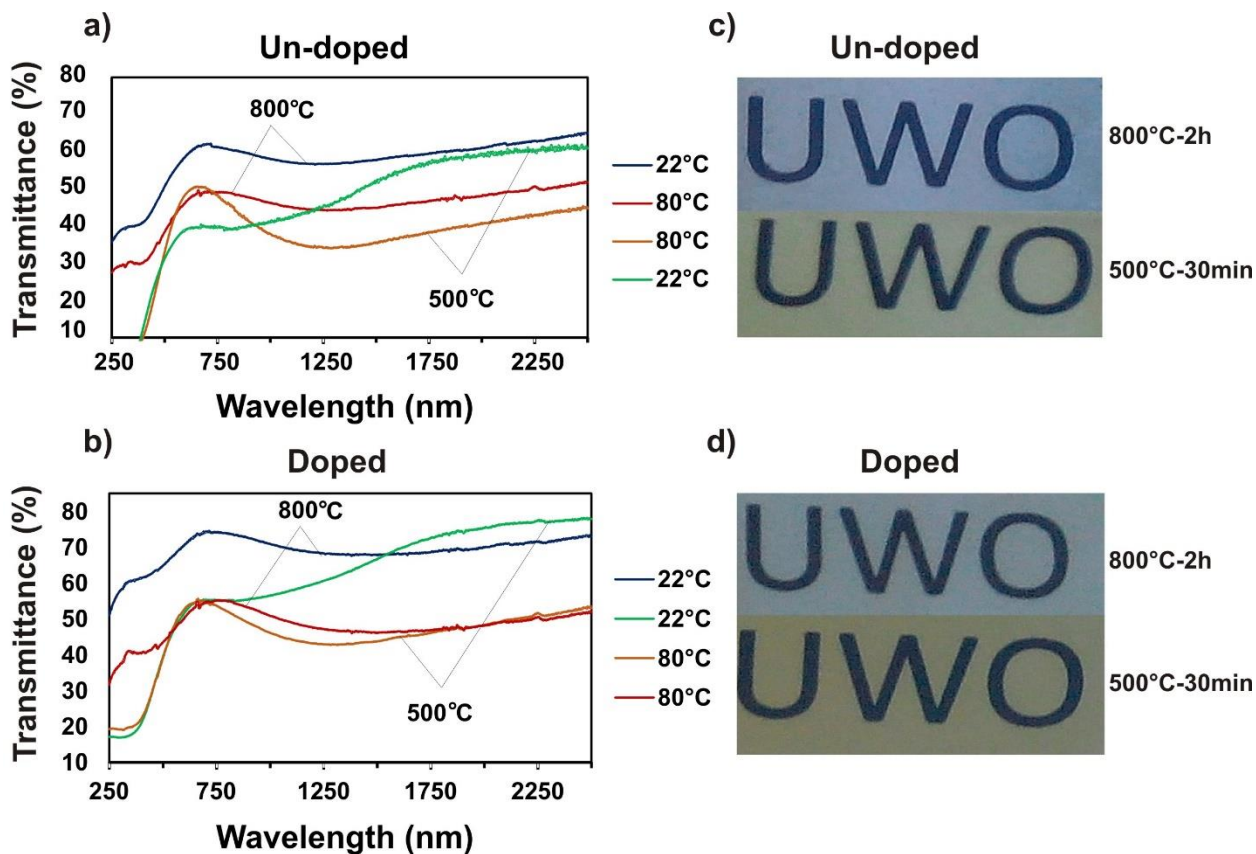 a)
Un-doped
Transmittance (%)
80
70
60
50
40
30
20
10
800°C
500°C
250 750 1250 1750 2250
Wavelength (nm)
22°C
80°C
80°C
22°C
c)
Un-doped
UWO
800°C-2h
UWO
500°C-30min
b)
Doped
Transmittance (%)
80
70
60
50
40
30
20
10
800°C
500°C
250 750 1250 1750 2250
Wavelength (nm)
22°C
22°C
80°C
80°C
d)
Doped
UWO
800°C-2h
UWO
500°C-30min